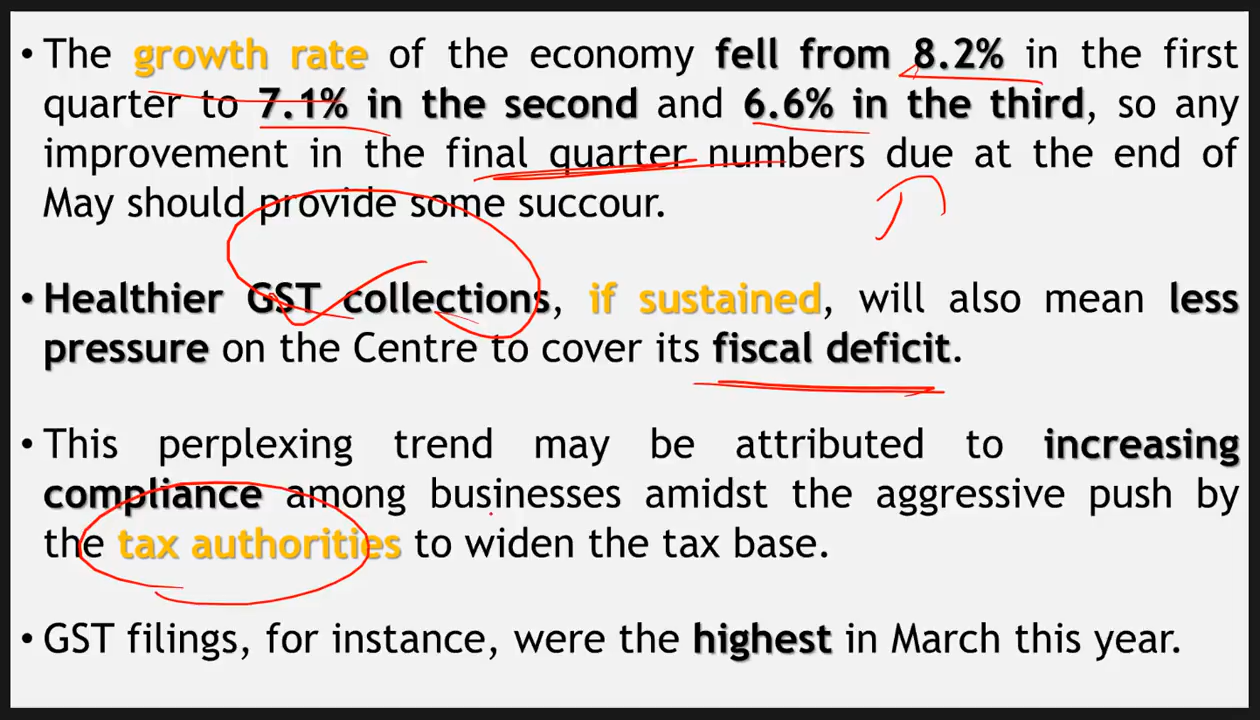 • The growth rate of the economy fell from 8.2% in the first
quarter to 7.1% in the second and 6.6% in the third, so any
improvement in the final quarter numbers due at the end of
May should provide some succour.
• Healthier GST collections, if sustained, will also mean less
pressure on the Centre to cover its fiscal deficit.
• This perplexing trend may be attributed to increasing
compliance among businesses amidst the aggressive push by
the tax authorities to widen the tax base.
• GST filings, for instance, were the highest in March this year.